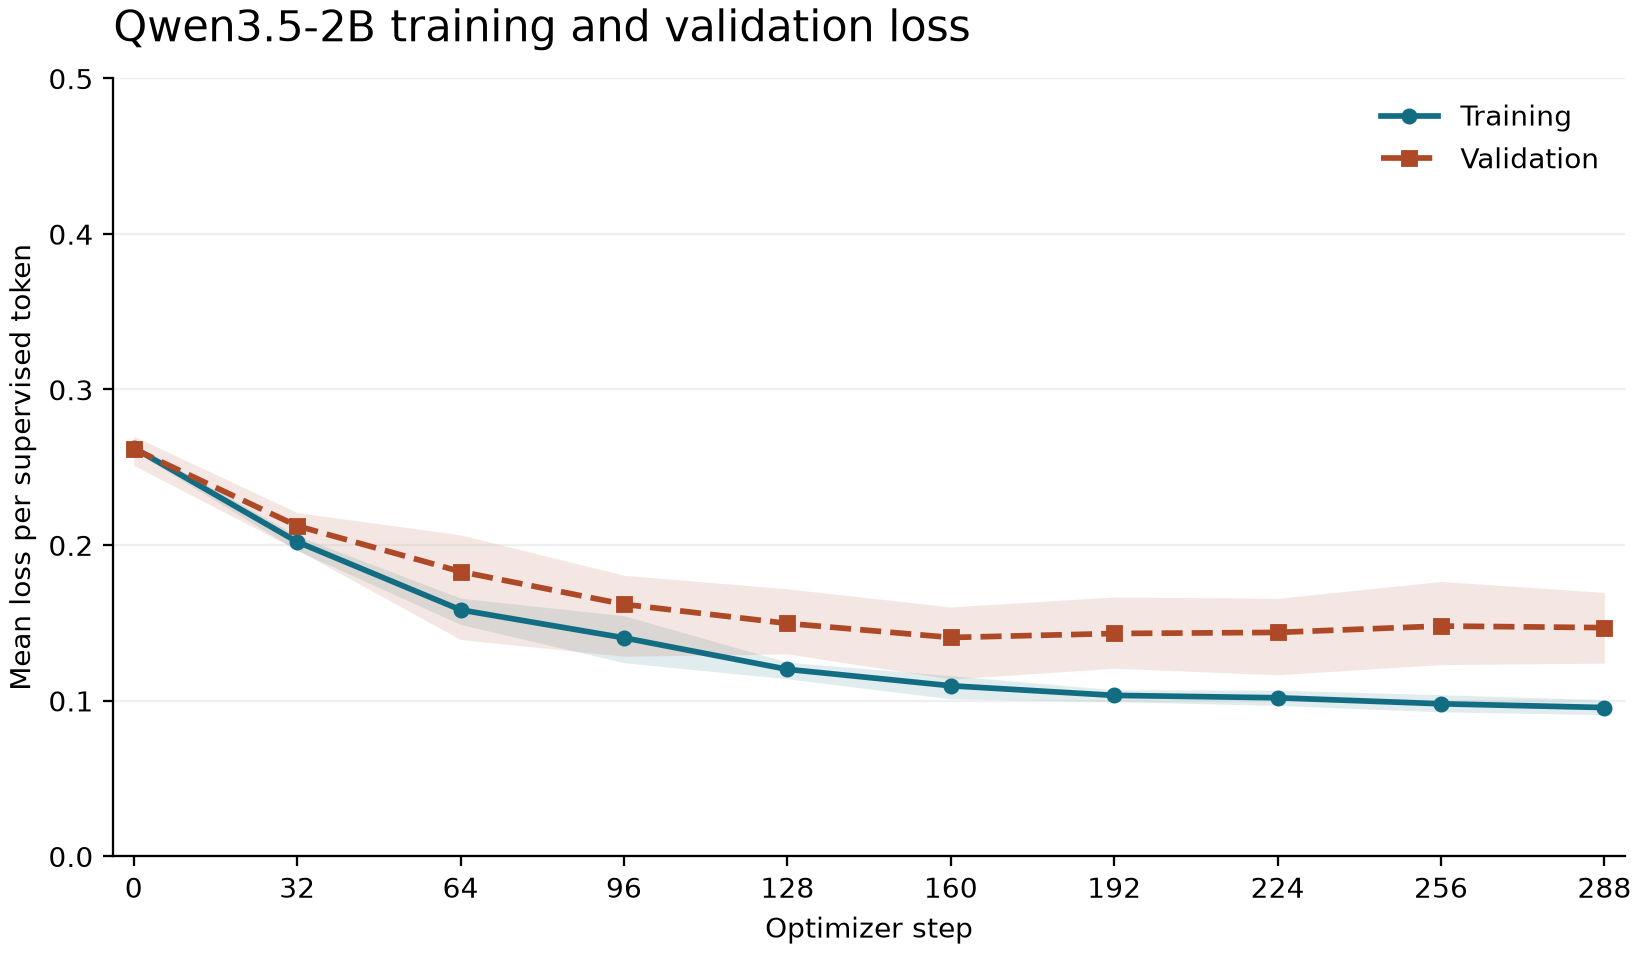 Qwen3.5-2B training and validation loss
0.5
0.4
0.3
0.2
0.1
0.0
Mean loss per supervised token
Training
Validation
0 32 64 96 128 160 192 224 256 288
Optimizer step